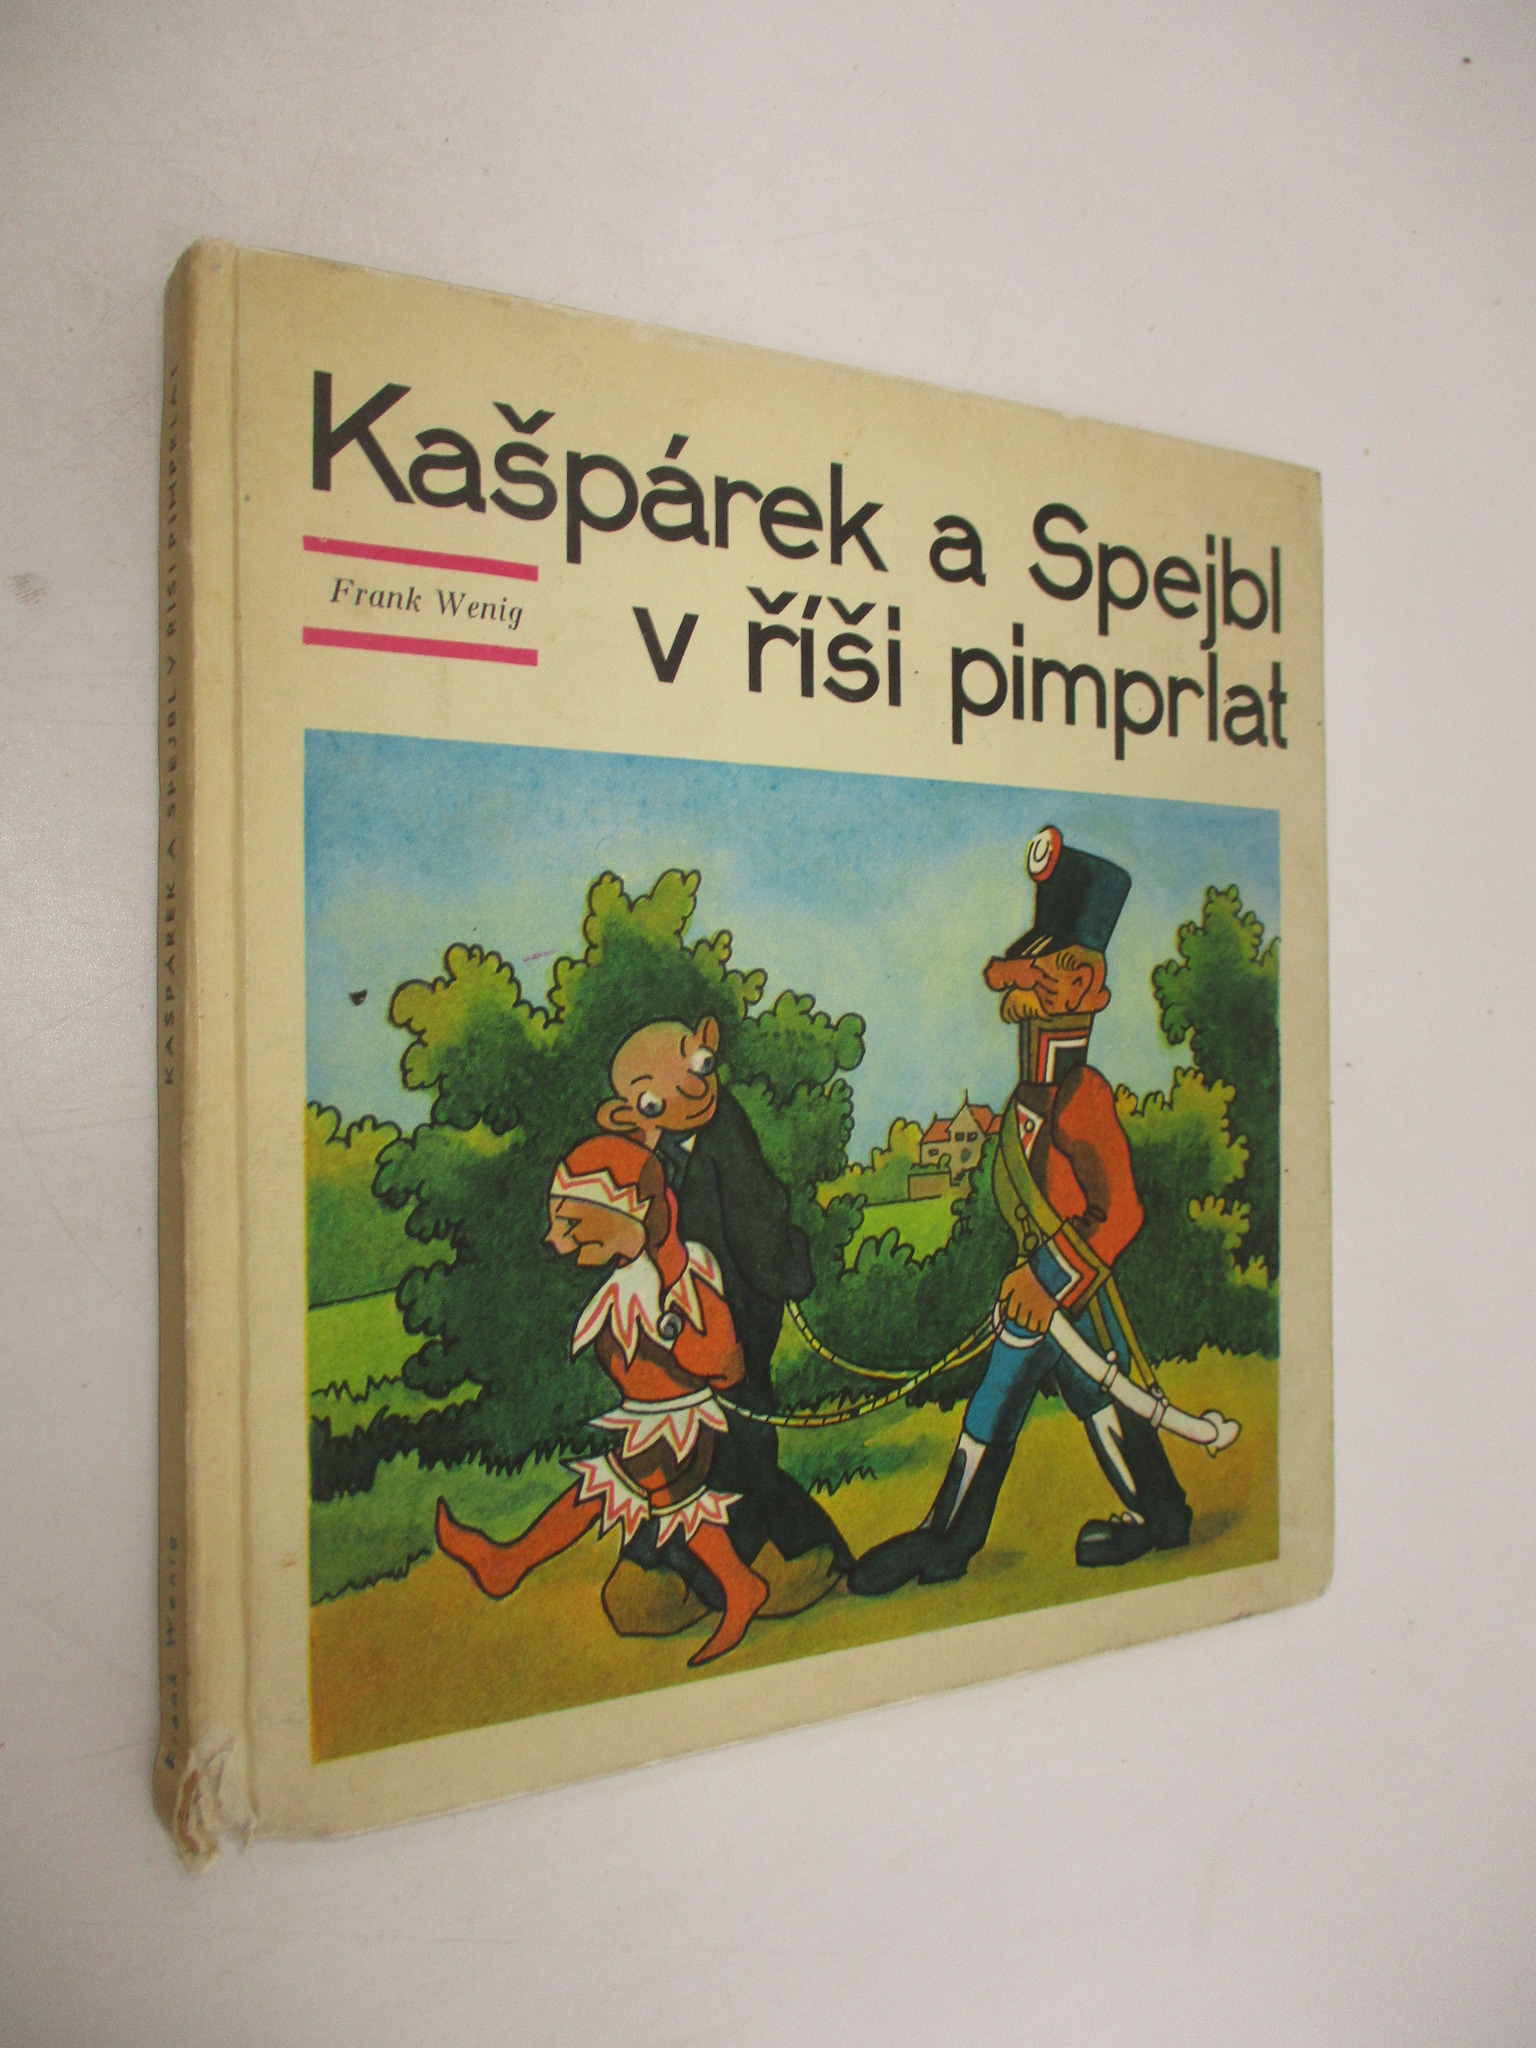 Kašpárek a Spejbl
v říši pimprlat
Frank Wenig
KAŠPÁREK A SPEJBL V ŘÍŠI PIMPRLAT
Frank Wenig